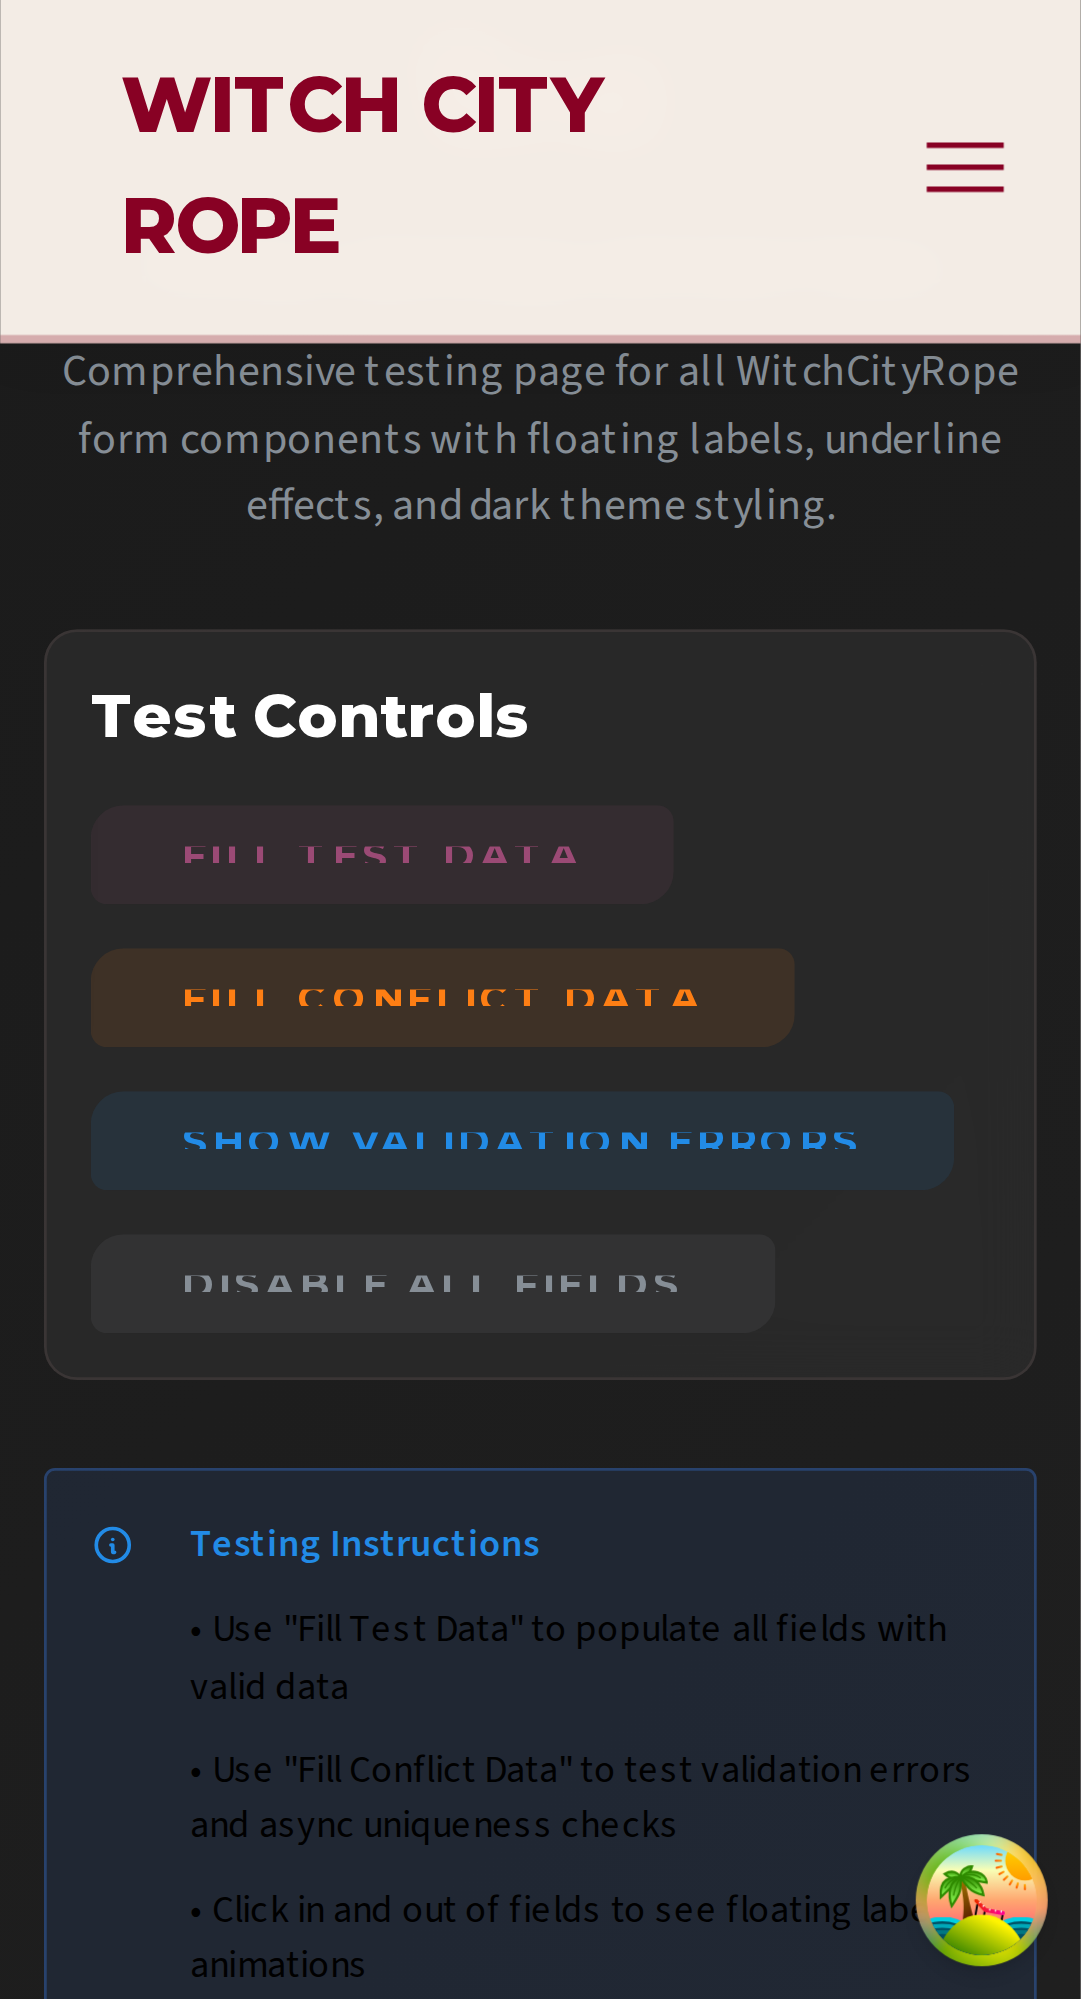 WITCH CITY
ROPE
Comprehensive testing page for all WitchCityRope
form components with floating labels, underline
effects, and dark theme styling.
Test Controls
FILL TEST DATA
FILL CONFLICT DATA
SHOW VALIDATION ERRORS
DISABLE ALL FIELDS
Testing Instructions
• Use "Fill Test Data" to populate all fields with
valid data
• Use "Fill Conflict Data" to test validation errors
and async uniqueness checks
• Click in and out of fields to see floating labe
animations